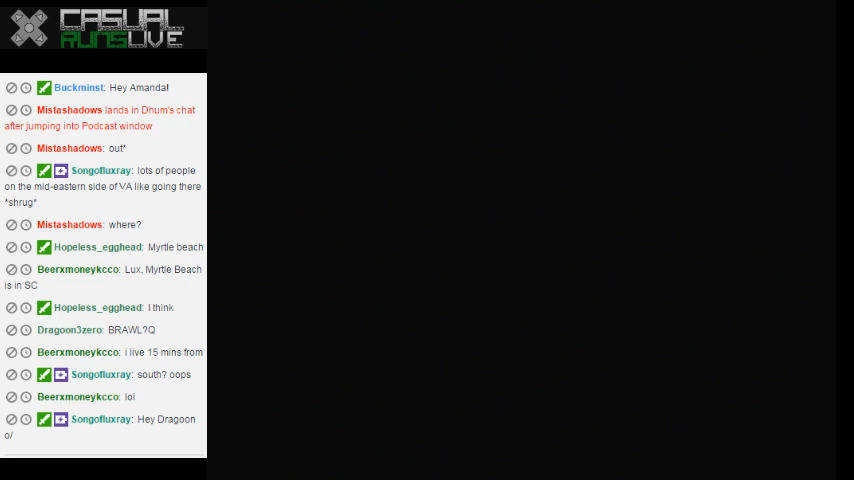 CASUAL
RUNSLIVE
Buckminst: Hey Amanda!
Mistashadows lands in Dhum's chat
after jumping into Podcast window
Mistashadows: out*
Songofluxray: lots of people
on the mid-eastern side of VA like going there
*shrug*
Mistashadows: where?
Hopeless_egghead: Myrtle beach
Beerxmoneykcco: Lux, Myrtle Beach
is in SC
Hopeless_egghead: I think
Dragoon3zero: BRAWL?Q
Beerxmoneykcco: i live 15 mins from
Songofluxray: south? oops
Beerxmoneykcco: lol
Songofluxray: Hey Dragoon
o/